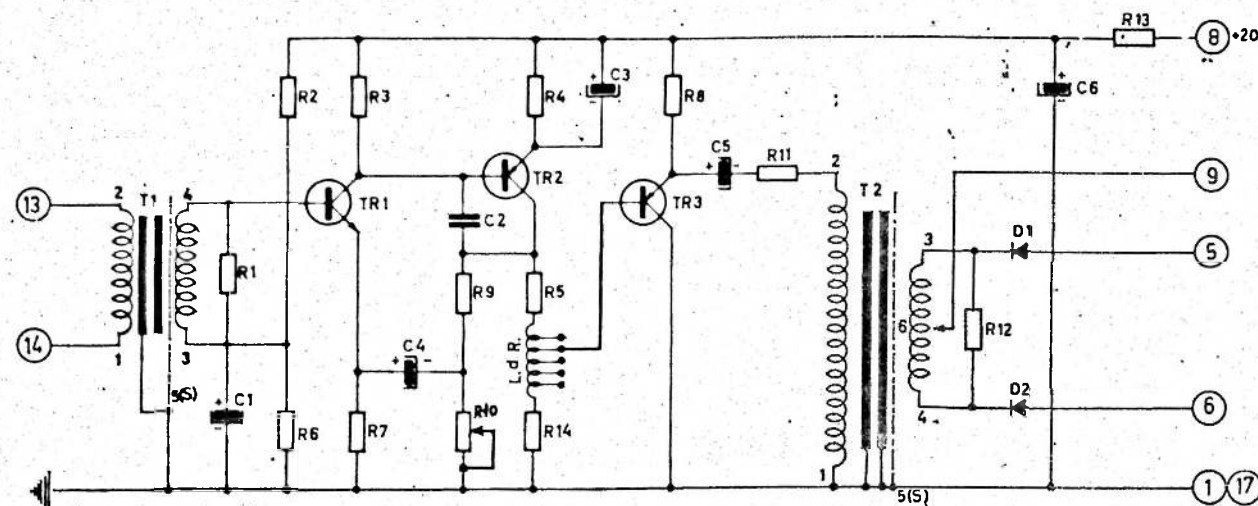 R13
8 +20
R2
R3
R4
C3
R8
C6
C5
R11
2
9
13
2
T1
4
TR1
TR2
TR3
T2
D1
C2
3
5
R1
R9
R5
6
R12
14
1
3
C4
L.d R.
D2
5(S)
C1
4
6
R6
R7
R10
R14
1
5(S)
1
17